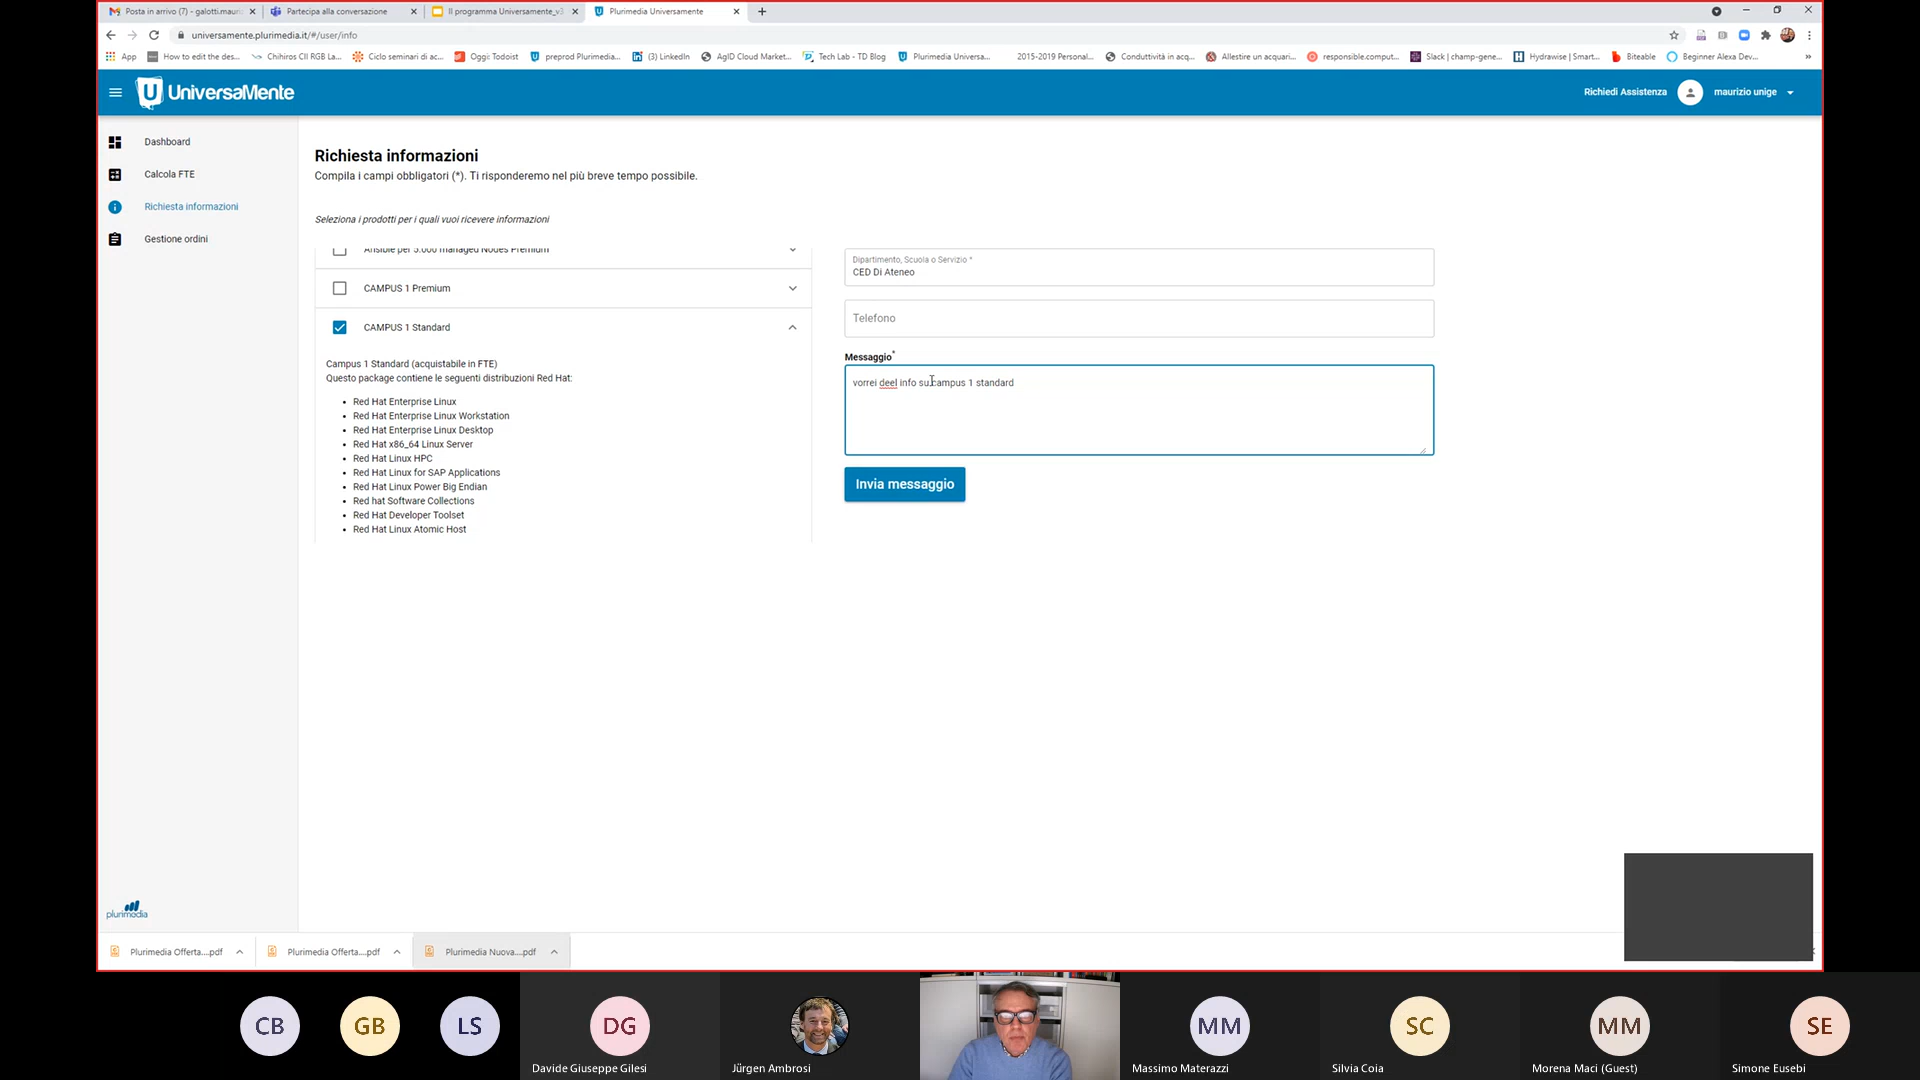 Posta in arrivo (7) - galotti.mauri
Partecipa alla conversazione
Il programma Universamente_v3
Plurimedia Universamente
universamente.plurimedia.it/#/user/info
App
How to edit the des...
Chihiros CII RGB La...
Ciclo seminari di ac...
Oggi: Todoist
preprod Plurimedia...
(3) LinkedIn
AgID Cloud Market...
Tech Lab - TD Blog
Plurimedia Universa...
2015-2019 Personal...
Conduttività in acq...
Allestire un acquari...
responsible.comput...
Slack | champ-gene...
Hydrawise | Smart...
Biteable
Beginner Alexa Dev...
»
UniversaMente
Richiedi Assistenza
maurizio unige
Dashboard
Calcola FTE
Richiesta informazioni
Gestione ordini
Richiesta informazioni
Compila i campi obbligatori (*). Ti risponderemo nel più breve tempo possibile.
Seleziona i prodotti per i quali vuoi ricevere informazioni
Ansible per 5.000 managed Nodes Premium
CAMPUS 1 Premium
CAMPUS 1 Standard
Campus 1 Standard (acquistabile in FTE)
Questo package contiene le seguenti distribuzioni Red Hat:
• Red Hat Enterprise Linux
• Red Hat Enterprise Linux Workstation
• Red Hat Enterprise Linux Desktop
• Red Hat x86_64 Linux Server
• Red Hat Linux HPC
• Red Hat Linux for SAP Applications
• Red Hat Linux Power Big Endian
• Red hat Software Collections
• Red Hat Developer Toolset
• Red Hat Linux Atomic Host
Dipartimento, Scuola o Servizio *
CED Di Ateneo
Telefono
Messaggio*
vorrei deel info su campus 1 standard
Invia messaggio
plurimedia
Plurimedia Offerta....pdf
Plurimedia Offerta....pdf
Plurimedia Nuova....pdf
CB
GB
LS
DG
Davide Giuseppe Gilesi
Jürgen Ambrosi
MM
Massimo Materazzi
SC
Silvia Coia
MM
Morena Maci (Guest)
SE
Simone Eusebi